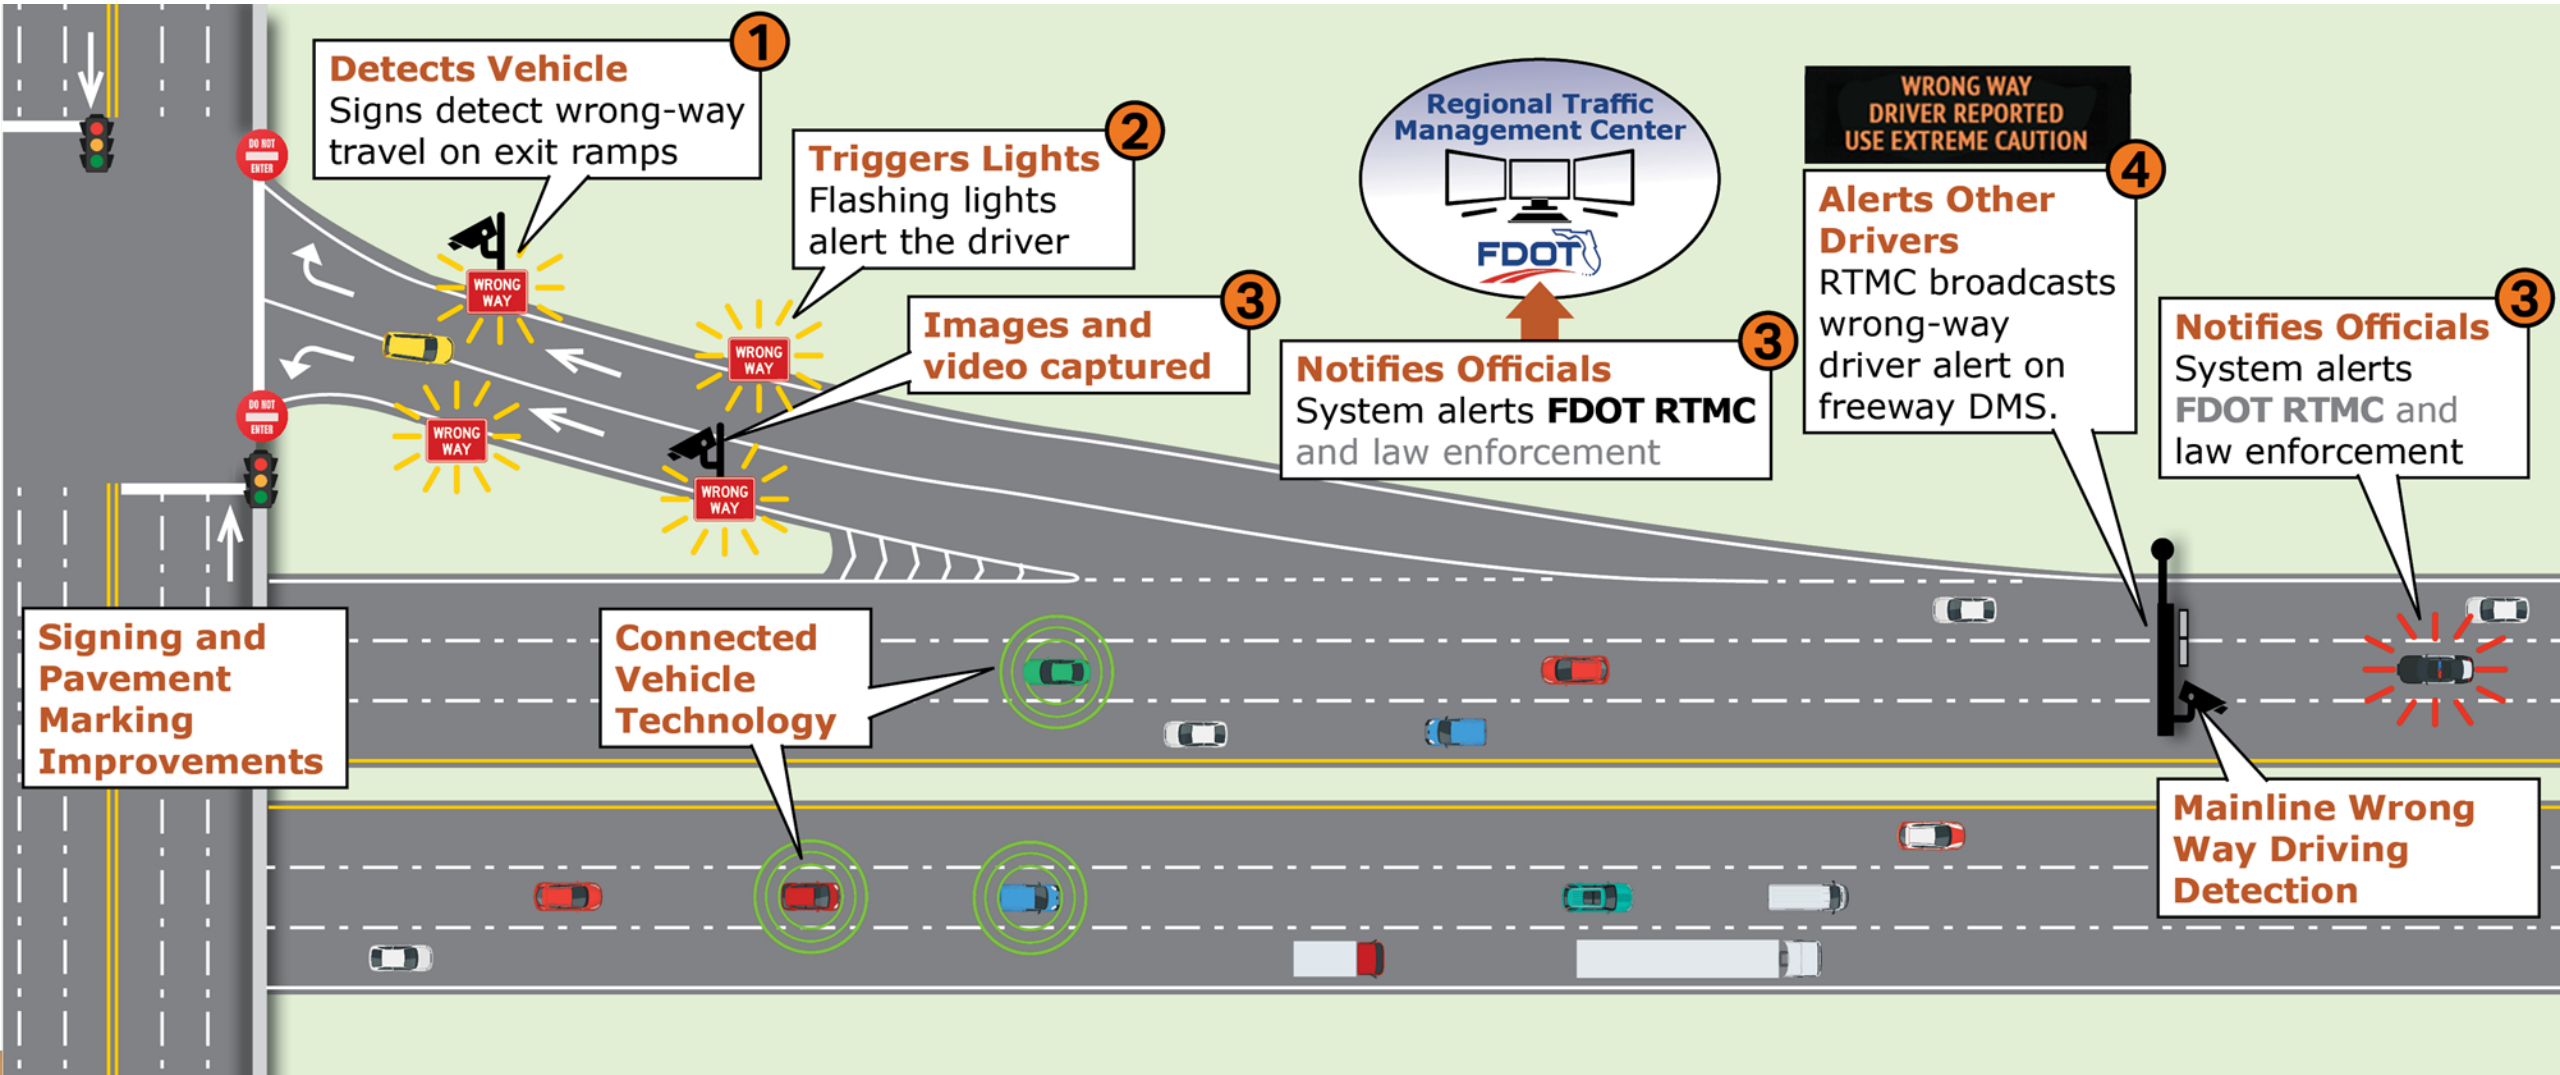 1
Detects Vehicle
Signs detect wrong-way
travel on exit ramps
2
Triggers Lights
Flashing lights
alert the driver
3
Images and
video captured
Regional Traffic
Management Center
FDOT
3
Notifies Officials
System alerts FDOT RTMC
and law enforcement
WRONG WAY
DRIVER REPORTED
USE EXTREME CAUTION
4
Alerts Other
Drivers
RTMC broadcasts
wrong-way
driver alert on
freeway DMS.
3
Notifies Officials
System alerts
FDOT RTMC and
law enforcement
DO NOT
ENTER
WRONG
WAY
WRONG
WAY
DO NOT
ENTER
WRONG
WAY
WRONG
WAY
Signing and
Pavement
Marking
Improvements
Connected
Vehicle
Technology
Mainline Wrong
Way Driving
Detection